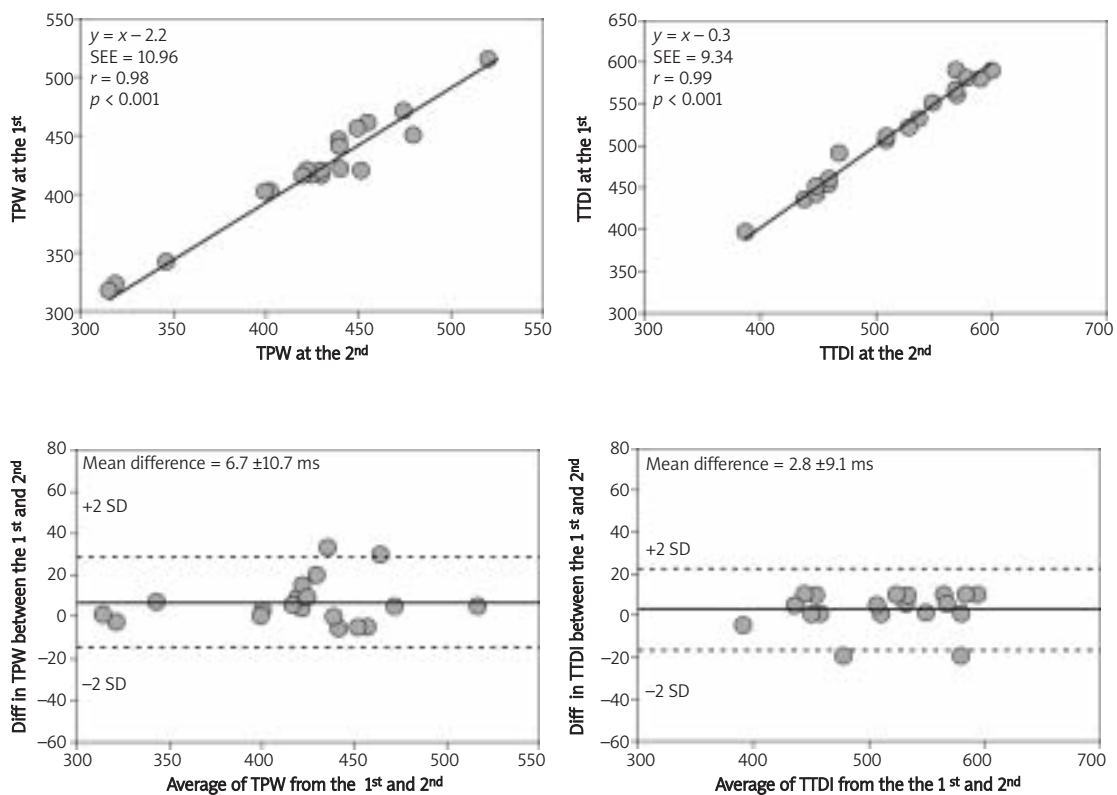 550
500
450
400
350
300
y = x – 2.2
SEE = 10.96
r = 0.98
p < 0.001
TPW at the 1st
300 350 400 450 500 550
TPW at the 2nd
650
600
550
500
450
400
350
300
y = x – 0.3
SEE = 9.34
r = 0.99
p < 0.001
TTDI at the 1st
300 400 500 600 700
TTDI at the 2nd
80
60
40
20
0
–20
–40
–60
Mean difference = 6.7 ±10.7 ms
+2 SD
–2 SD
Diff in TPW between the 1 st and 2nd
300 350 400 450 500 550
Average of TPW from the 1st and 2nd
80
60
40
20
0
–20
–40
–60
Mean difference = 2.8 ±9.1 ms
+2 SD
–2 SD
Diff in TTDI between the 1 st and 2nd
300 400 500 600 700
Average of TTDI from the the 1 st and 2nd